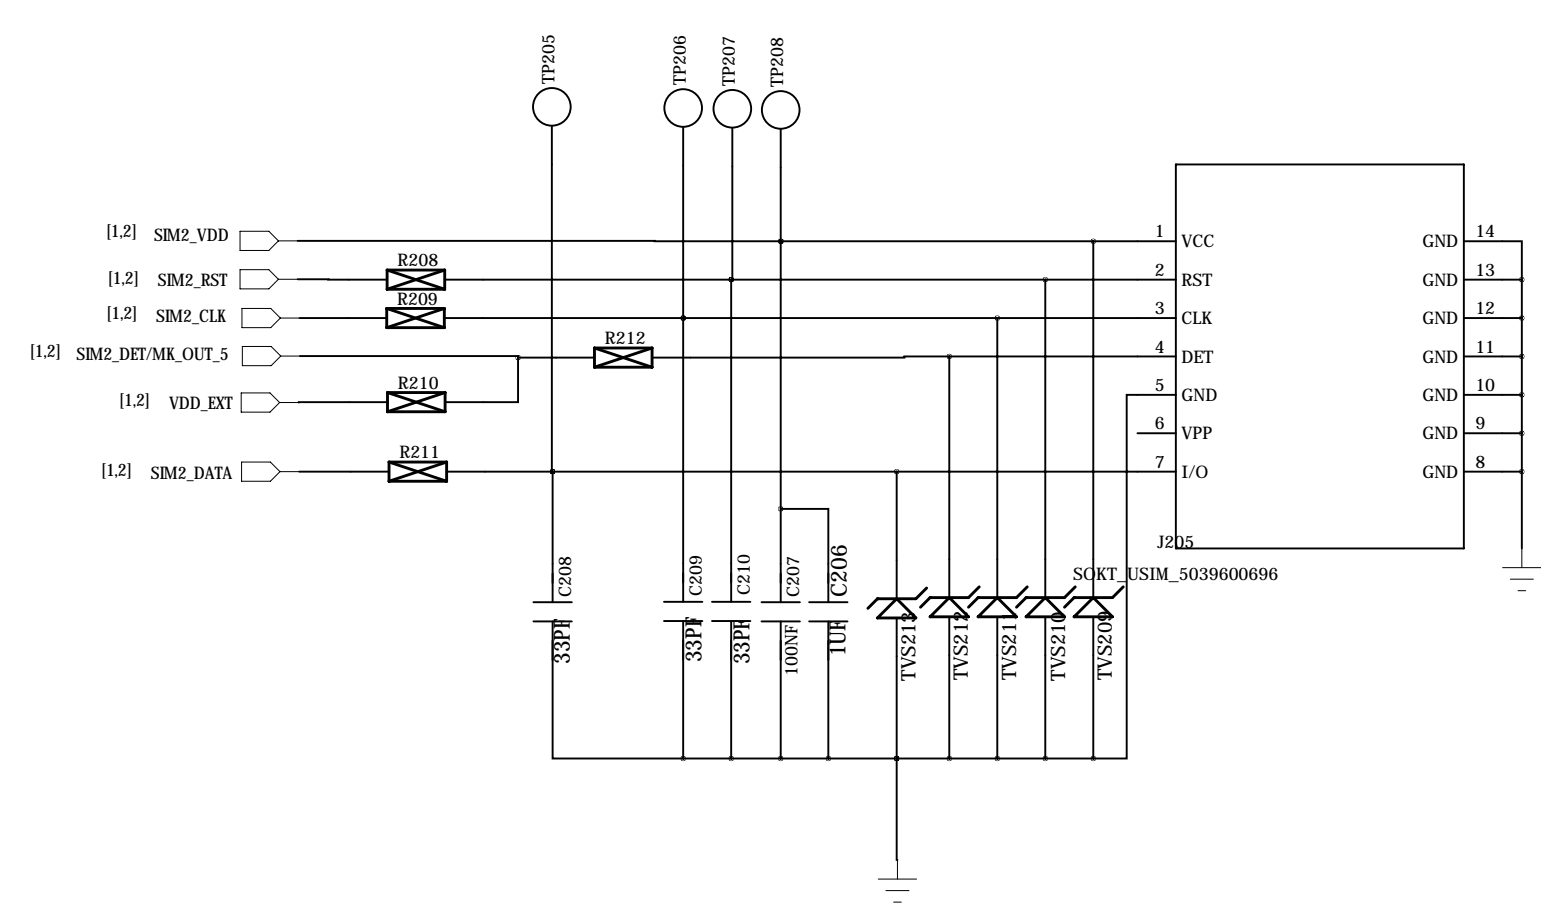 TP205
TP206
TP207
TP208
[1,2] SIM2_VDD
1 VCC
GND 14
R208
[1,2] SIM2_RST
2 RST
GND 13
R209
[1,2] SIM2_CLK
3 CLK
GND 12
R212
[1,2] SIM2_DET/MK_OUT_5
4 DET
GND 11
R210
[1,2] VDD_EXT
5 GND
GND 10
6 VPP
GND 9
R211
[1,2] SIM2_DATA
7 I/O
GND 8
J205
SOKT_USIM_5039600696
C208
33PF
C209
33PF
C210
33PF
C207
100NF
C206
1UF
TVS213
TVS212
TVS211
TVS210
TVS209